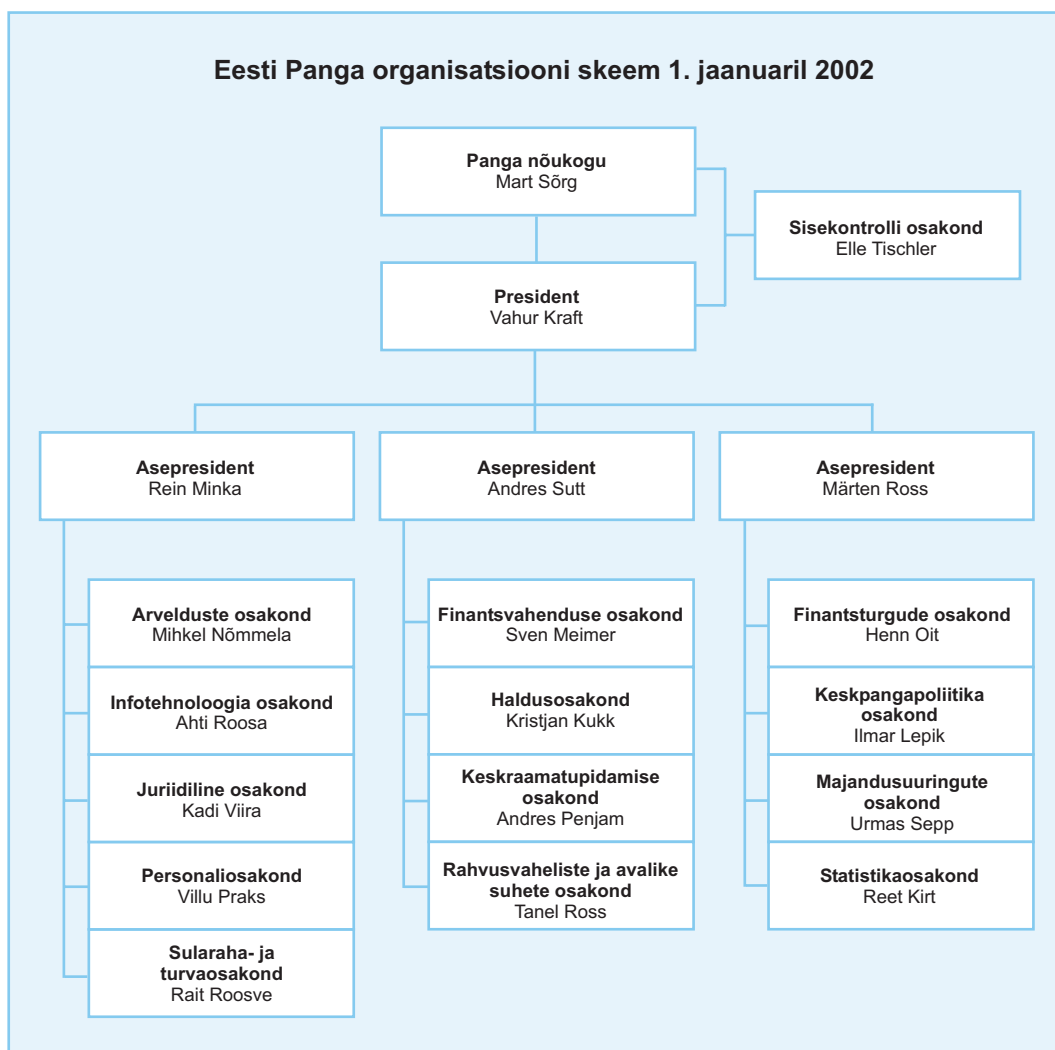 Eesti Panga organisatsiooni skeem 1. jaanuaril 2002
Panga nõukogu
Mart Sõrg
Sisekontrolli osakond
Elle Tischler
President
Vahur Kraft
Asepresident
Rein Minka
Asepresident
Andres Sutt
Asepresident
Märten Ross
Arvelduste osakond
Mihkel Nõmmela
Infotehnoloogia osakond
Ahti Roosa
Juriidiline osakond
Kadi Viira
Personaliosakond
Villu Praks
Sularaha- ja
turvaosakond
Rait Roosve
Finantsvahenduse osakond
Sven Meimer
Haldusosakond
Kristjan Kukk
Keskraamatupidamise
osakond
Andres Penjam
Rahvusvaheliste ja avalike
suhete osakond
Tanel Ross
Finantsturgude osakond
Henn Oit
Keskpangapoliitika
osakond
Ilmar Lepik
Majandusuuringute
osakond
Urmas Sepp
Statistikaosakond
Reet Kirt